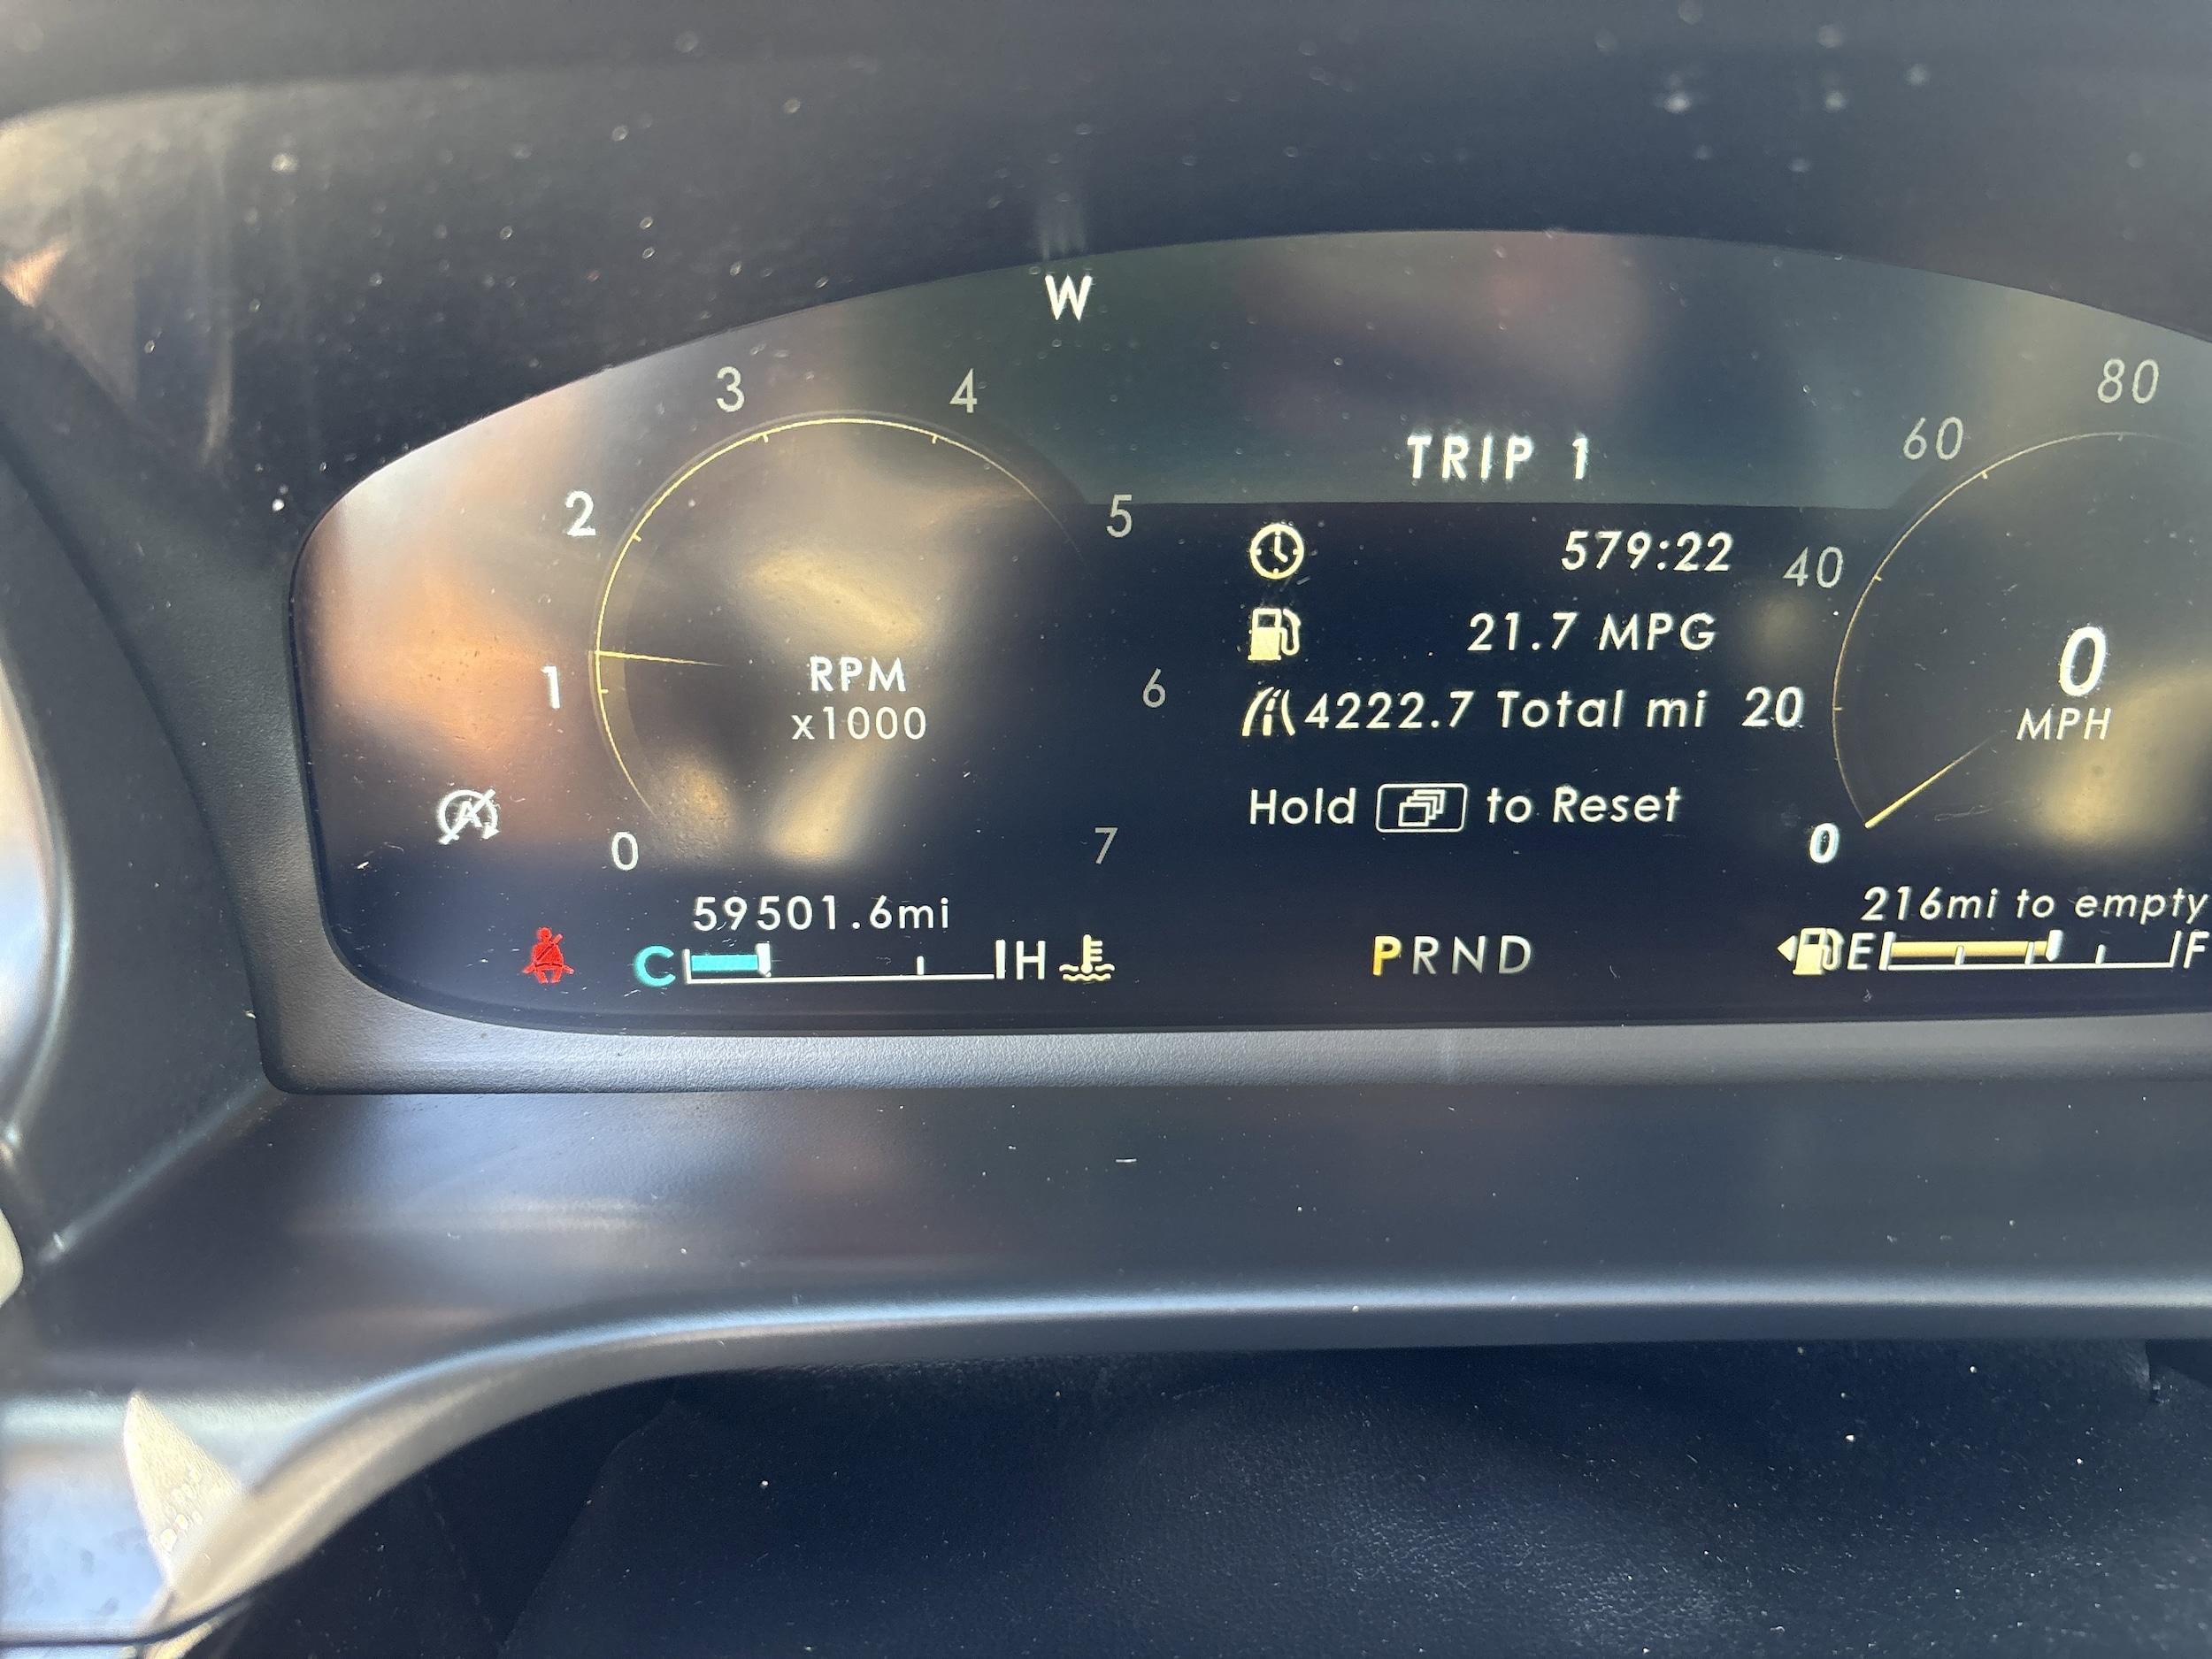 W
3
4
80
2
5
60
TRIP 1
579:22
40
21.7 MPG
1
RPM
x1000
6
4222.7 Total mi
20
0
MPH
Hold to Reset
A
0
7
0
59501.6mi
216mi to empty
C H
PRND
E F